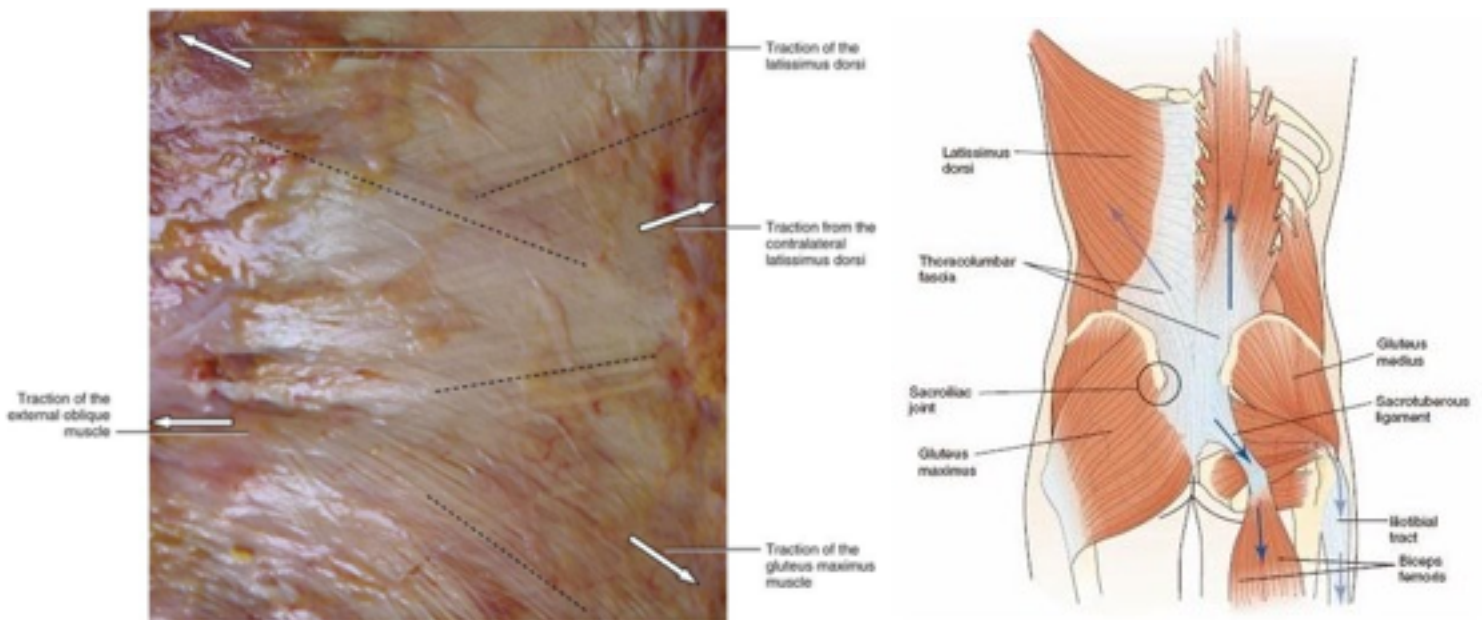 Traction of the
latissimus dorsi
Traction from the
contralateral
latissimus dorsi
Traction of the
external oblique
muscle
Traction of the
gluteus maximus
muscle
Latissimus
dorsi
Thoracolumbar
fascia
Sacroiliac
joint
Gluteus
maximus
Gluteus
medius
Sacrotuberous
ligament
Iliotibial
tract
Biceps
femoris